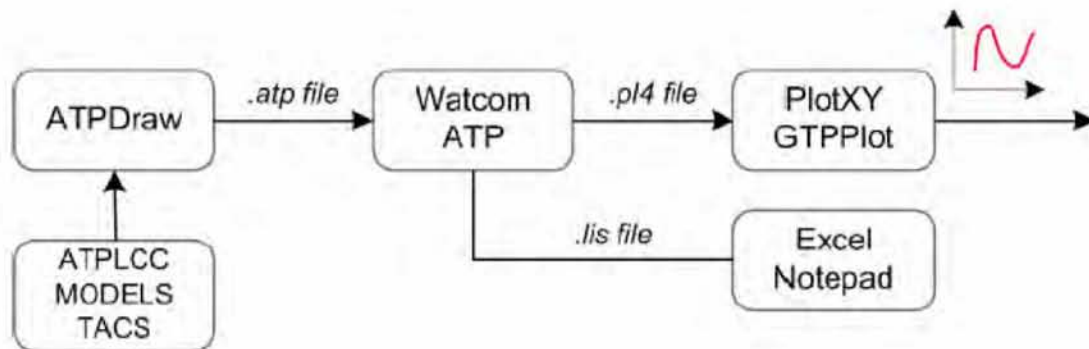 ATPDraw
.atp file
Watcom
ATP
.pl4 file
PlotXY
GTPPlot
.lis file
Excel
Notepad
ATPLCC
MODELS
TACS